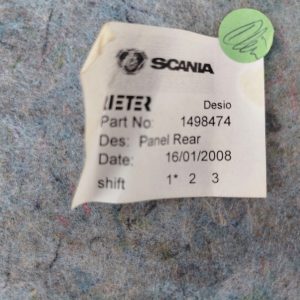 SCANIA
IETER Desio
Part No: 1498474
Des: Panel Rear
Date: 16/01/2008
shift 1* 2 3